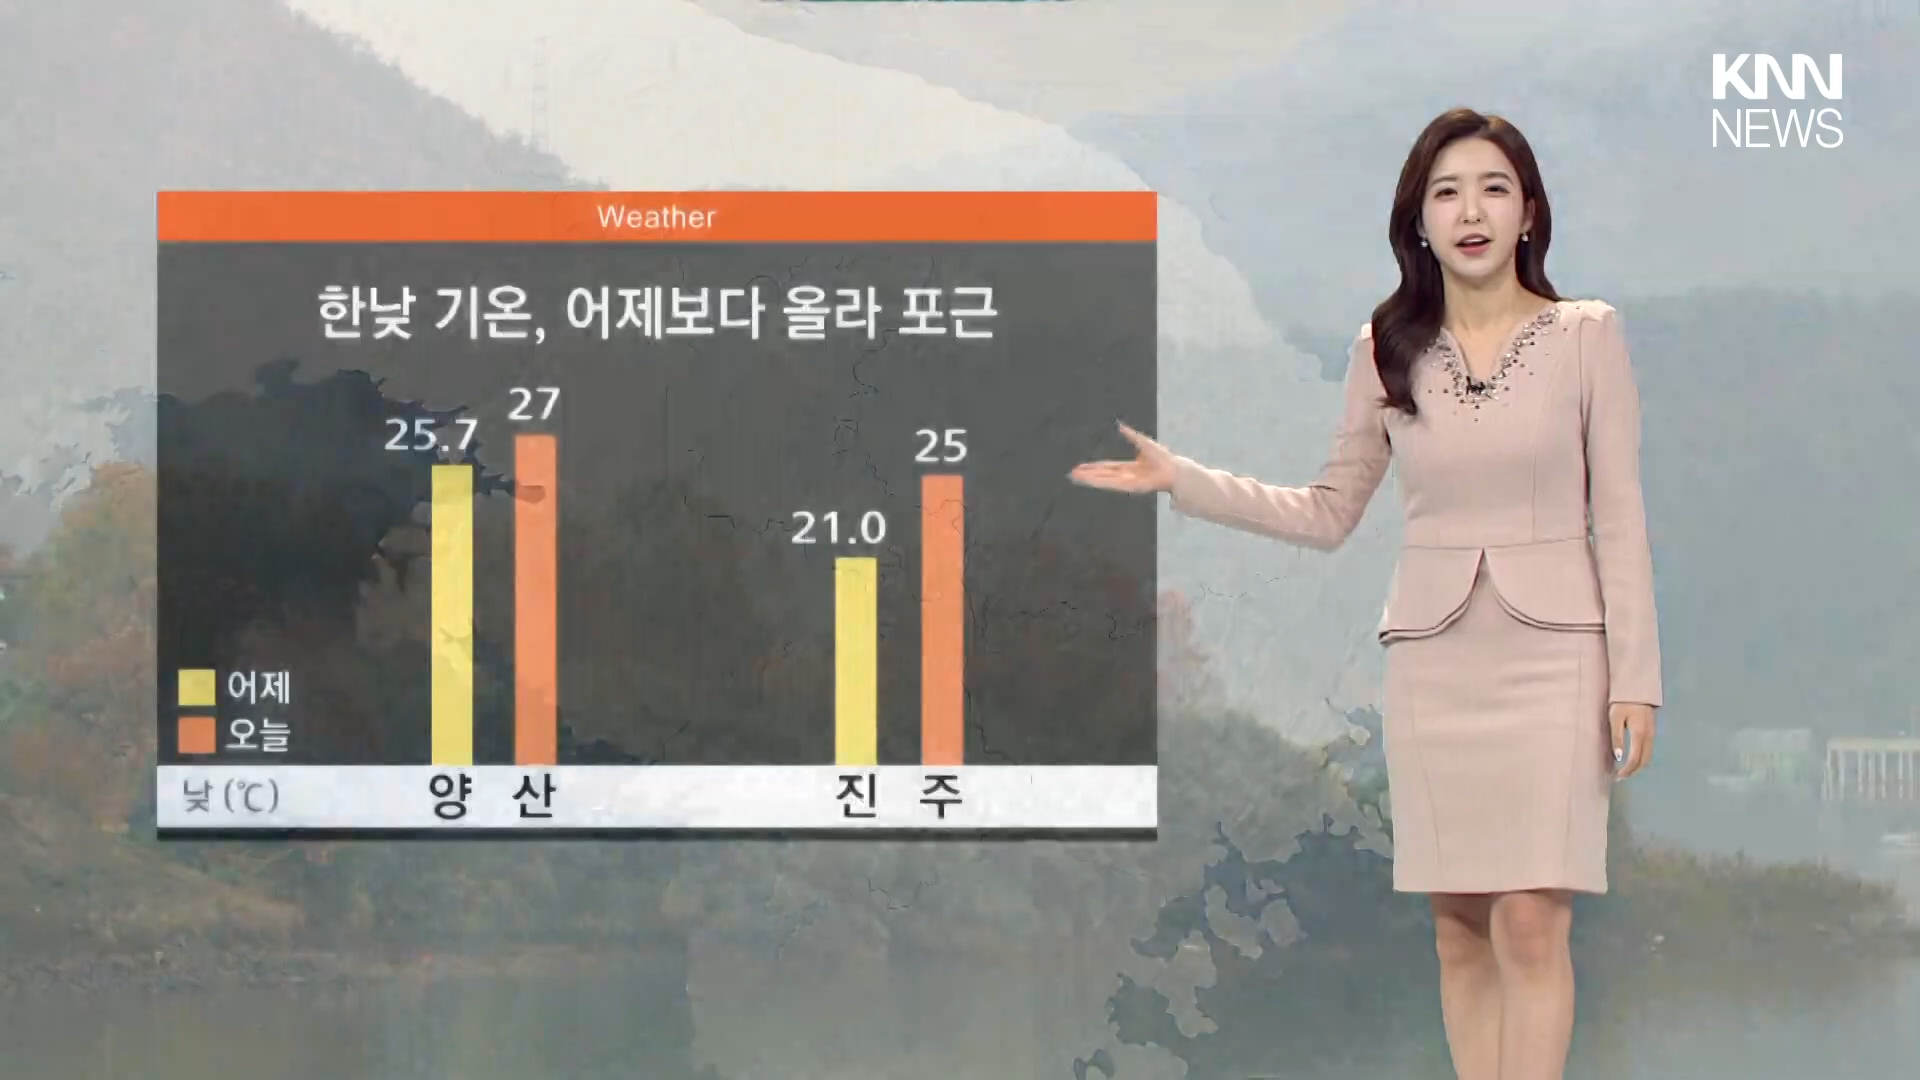 KNN
NEWS
Weather
한낮 기온, 어제보다 올라 포근
25.7
27
21.0
25
어제
오늘
낮 (℃)
양 산
진 주